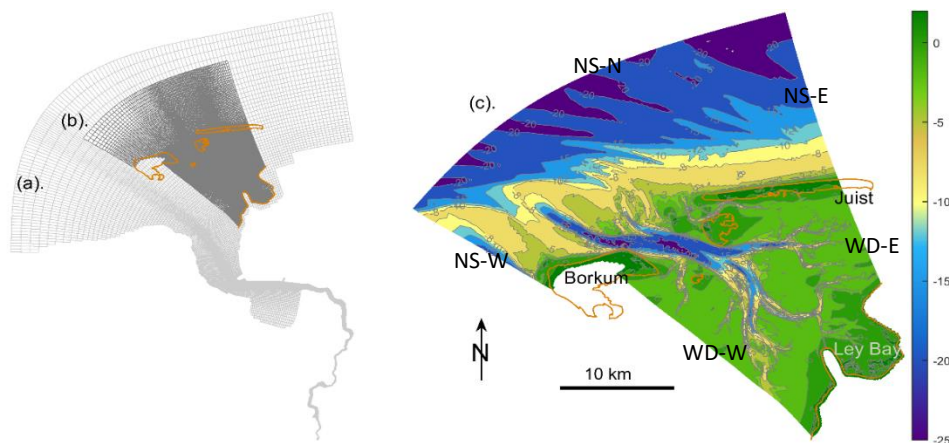 (a).
(b).
(c).
NS-N
NS-E
NS-W
Juist
WD-E
Borkum
WD-W
Ley Bay
N
10 km
0
-5
-10
-15
-20
-25